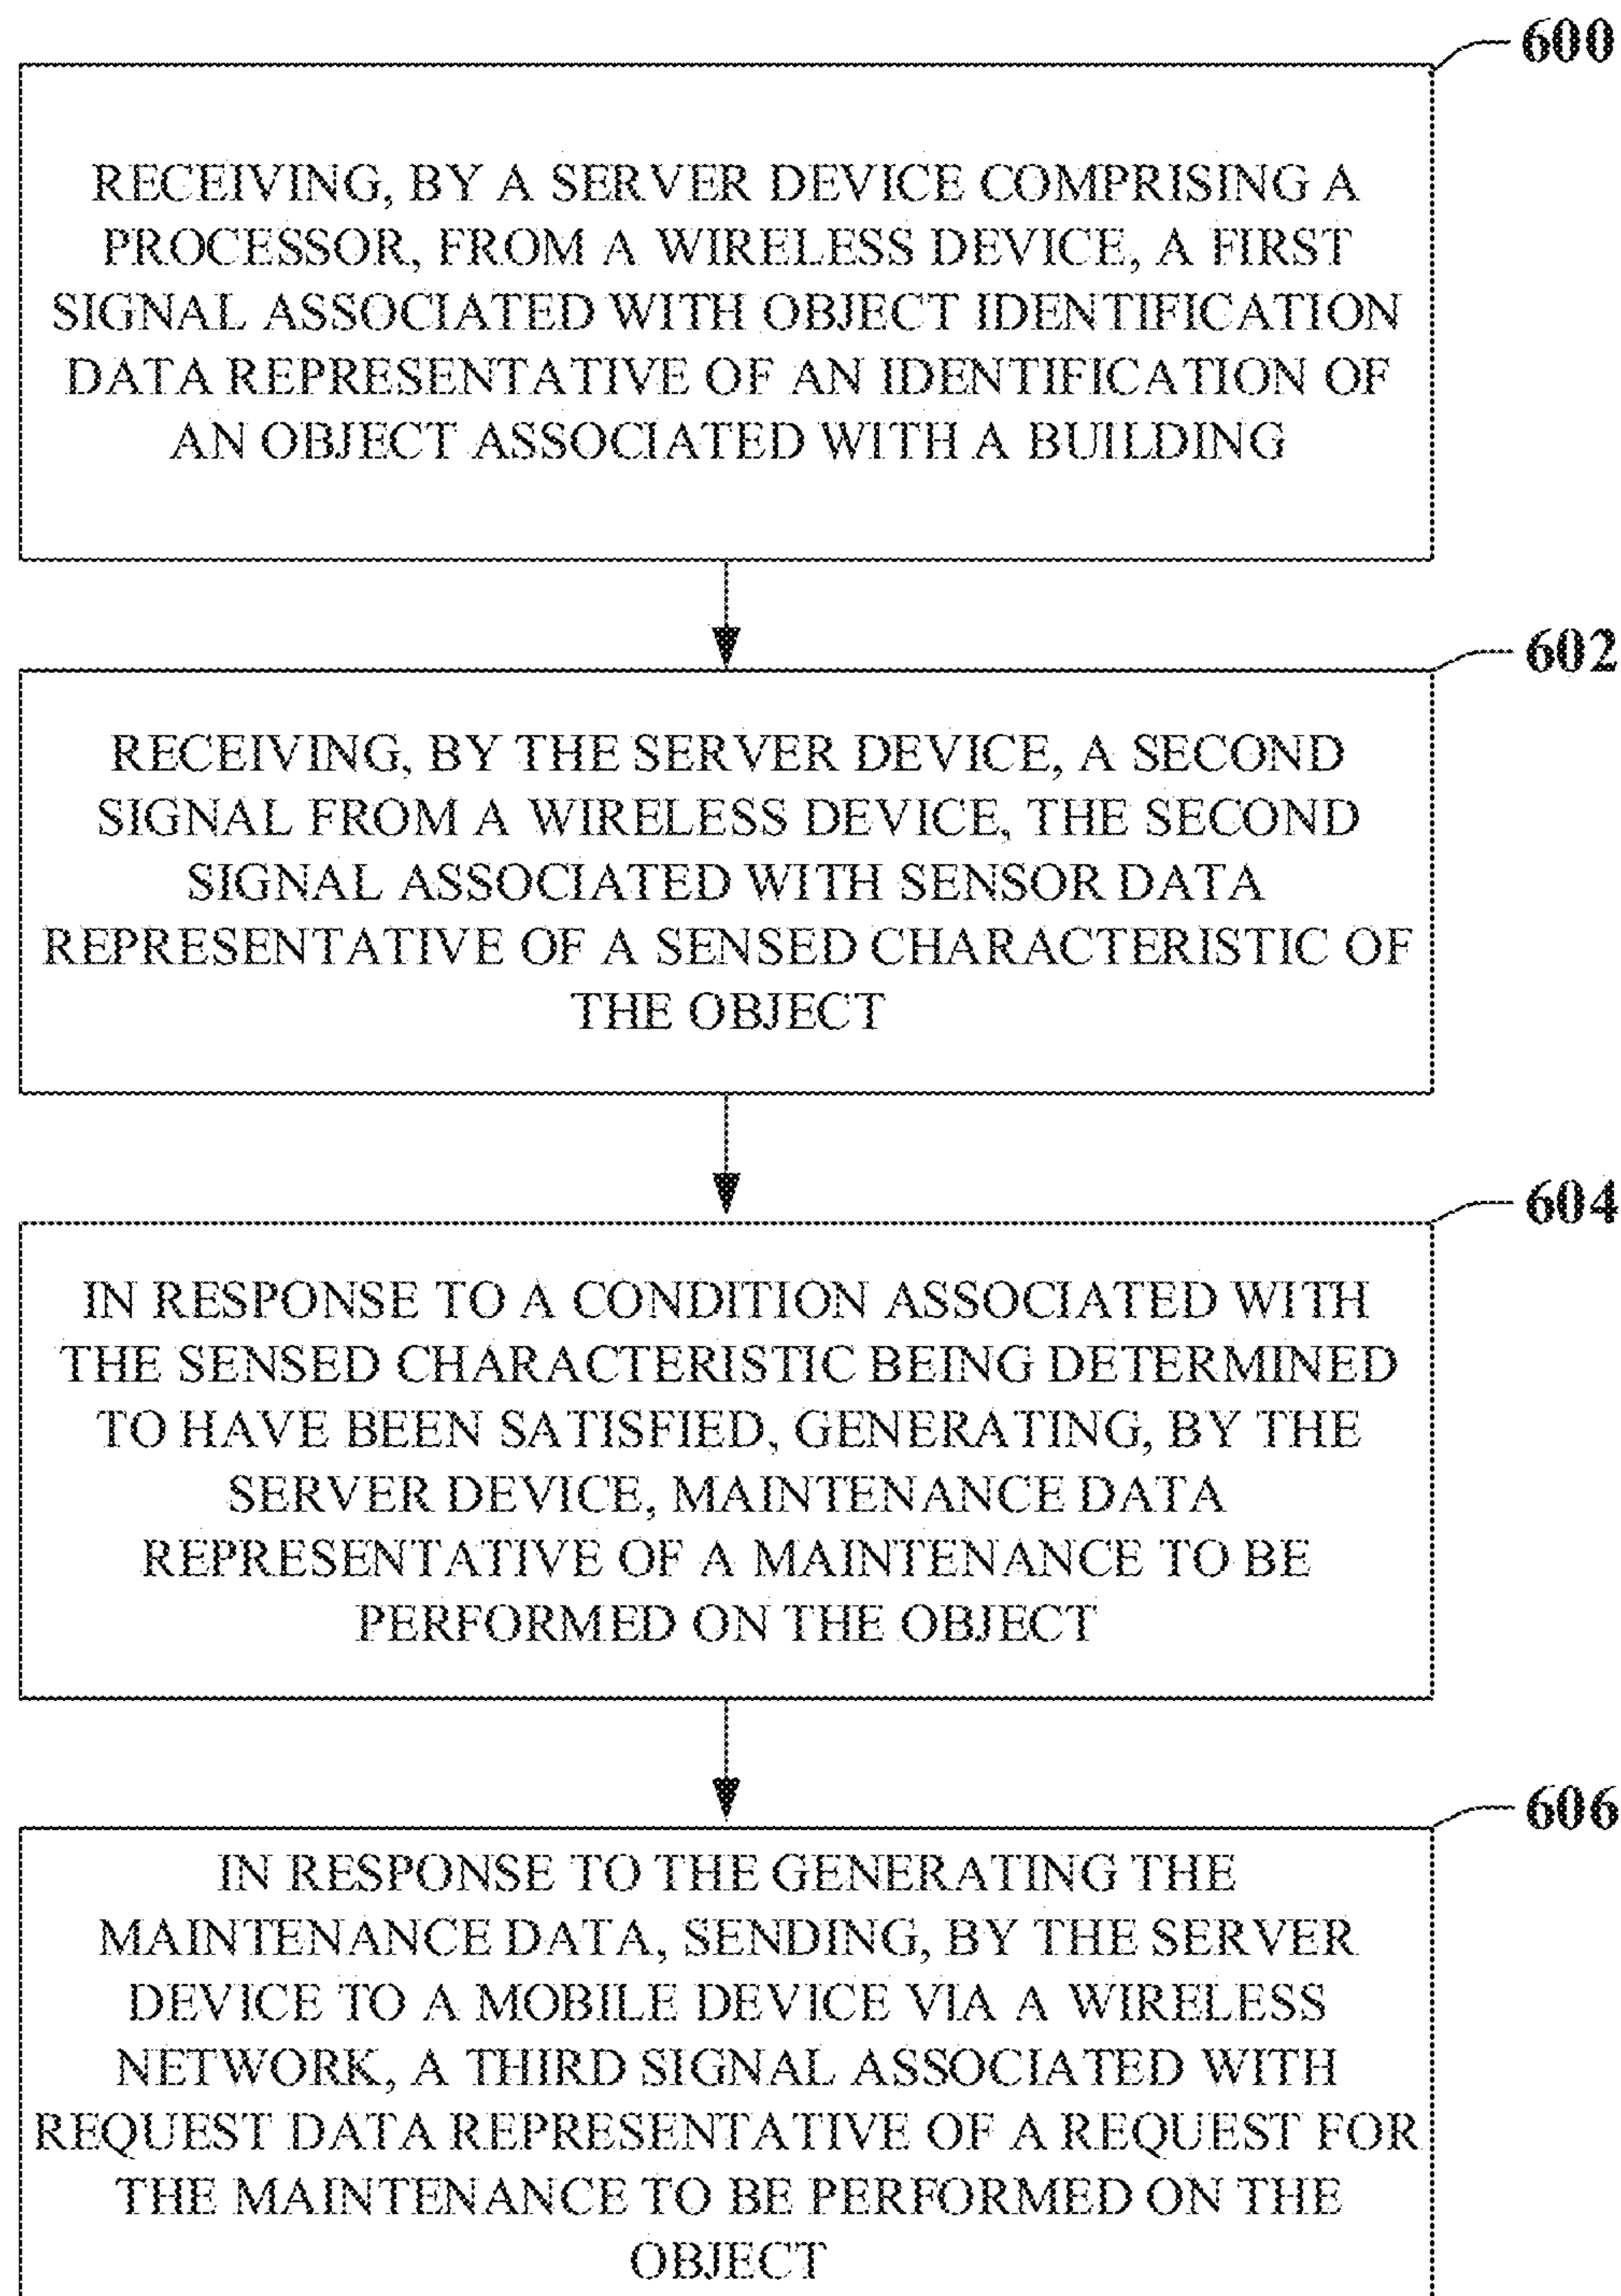 600
RECEIVING, BY A SERVER DEVICE COMPRISING A
PROCESSOR, FROM A WIRELESS DEVICE, A FIRST
SIGNAL ASSOCIATED WITH OBJECT IDENTIFICATION
DATA REPRESENTATIVE OF AN IDENTIFICATION OF
AN OBJECT ASSOCIATED WITH A BUILDING
602
RECEIVING, BY THE SERVER DEVICE, A SECOND
SIGNAL FROM A WIRELESS DEVICE, THE SECOND
SIGNAL ASSOCIATED WITH SENSOR DATA
REPRESENTATIVE OF A SENSED CHARACTERISTIC OF
THE OBJECT
604
IN RESPONSE TO A CONDITION ASSOCIATED WITH
THE SENSED CHARACTERISTIC BEING DETERMINED
TO HAVE BEEN SATISFIED, GENERATING, BY THE
SERVER DEVICE, MAINTENANCE DATA
REPRESENTATIVE OF A MAINTENANCE TO BE
PERFORMED ON THE OBJECT
606
IN RESPONSE TO THE GENERATING THE
MAINTENANCE DATA, SENDING, BY THE SERVER
DEVICE TO A MOBILE DEVICE VIA A WIRELESS
NETWORK, A THIRD SIGNAL ASSOCIATED WITH
REQUEST DATA REPRESENTATIVE OF A REQUEST FOR
THE MAINTENANCE TO BE PERFORMED ON THE
OBJECT